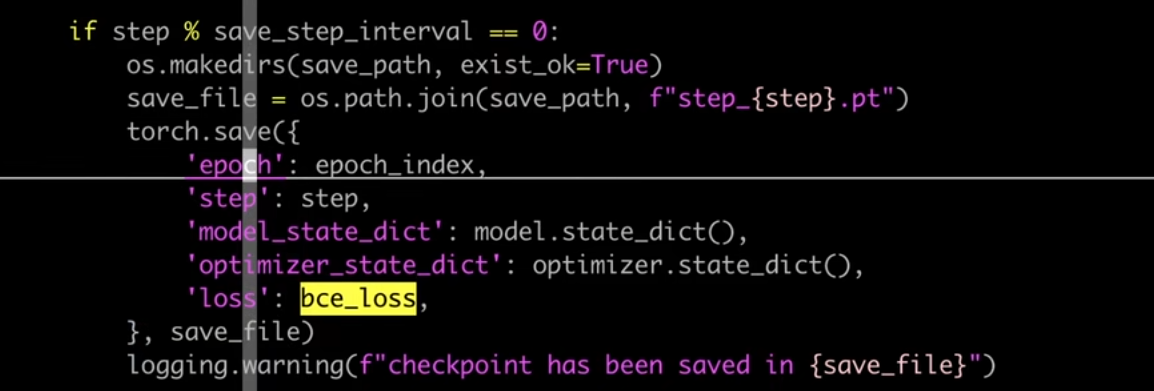 if step % save_step_interval == 0:
os.makedirs(save_path, exist_ok=True)
save_file = os.path.join(save_path, f"step_{step}.pt")
torch.save({
'epoch': epoch_index,
'step': step,
'model_state_dict': model.state_dict(),
'optimizer_state_dict': optimizer.state_dict(),
'loss': bce_loss,
}, save_file)
logging.warning(f"checkpoint has been saved in {save_file}")